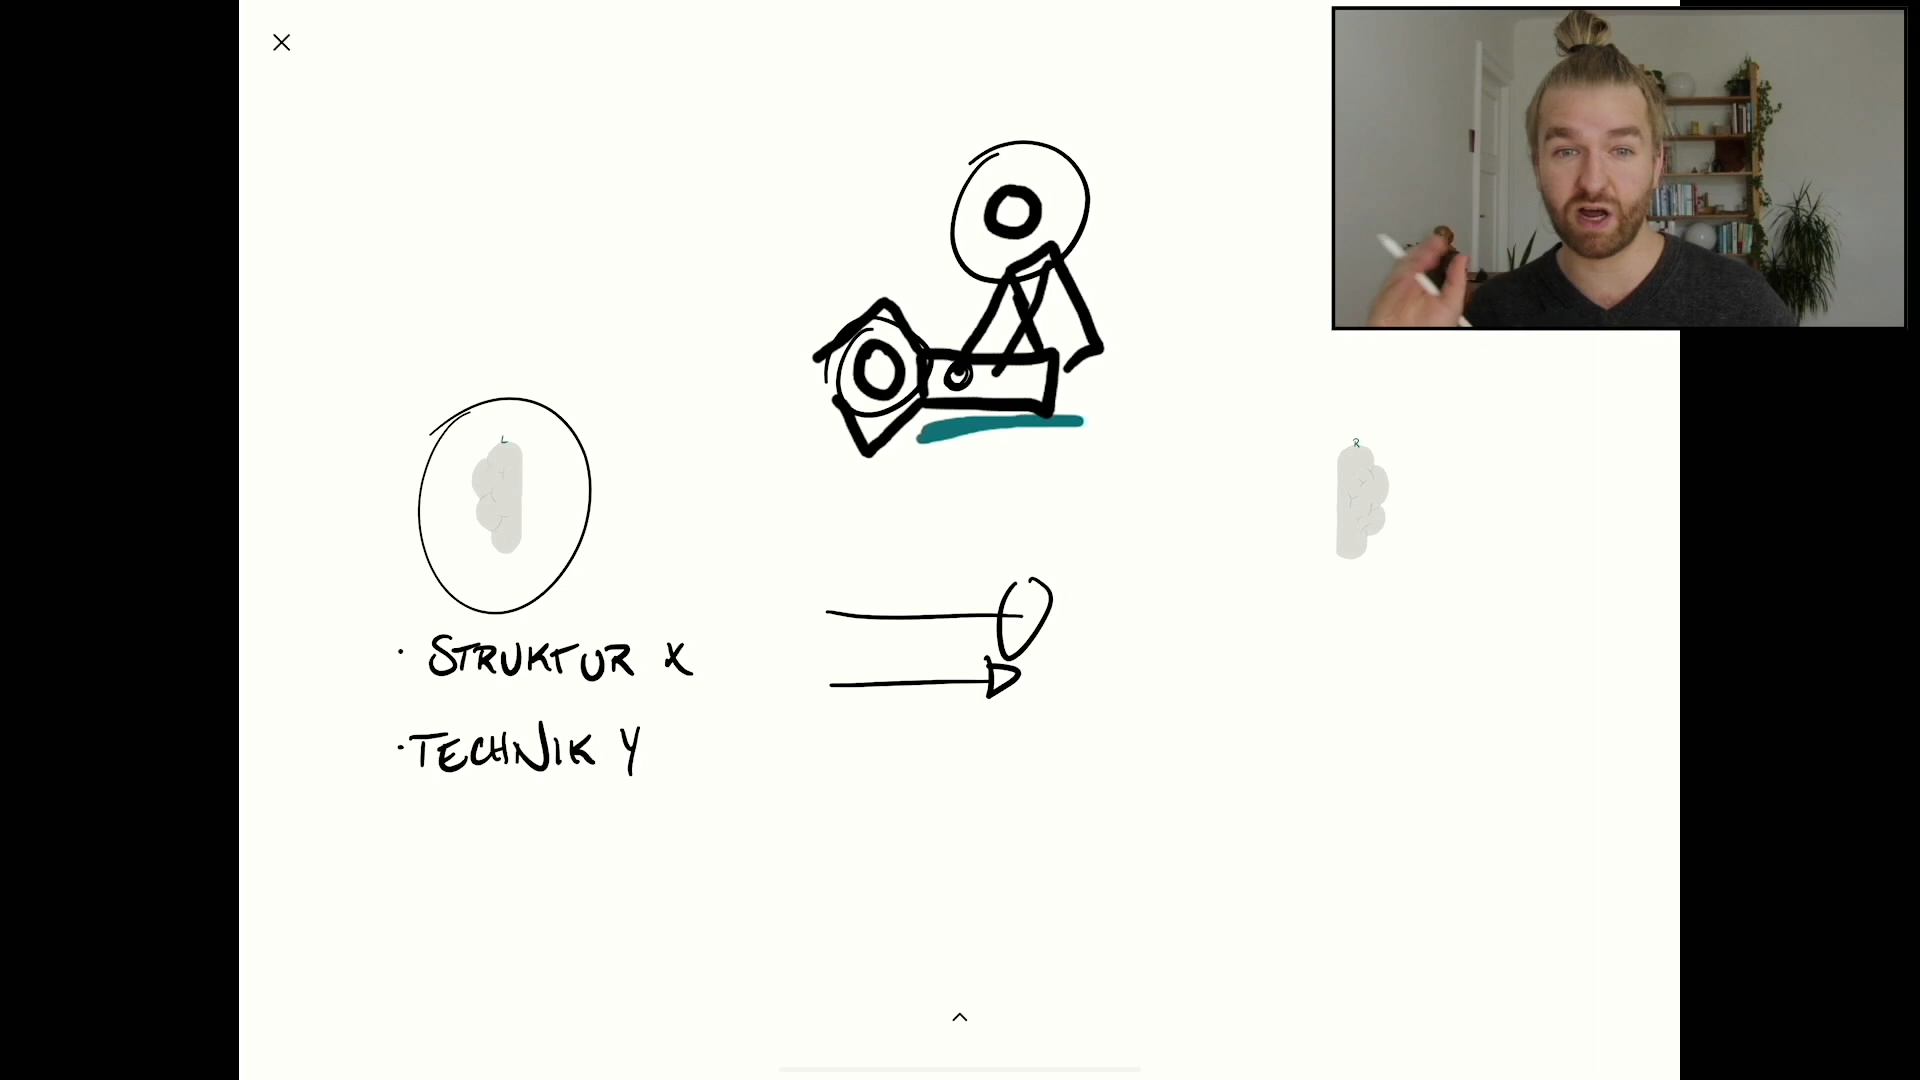 L
R
· STRUKTUR X
· TECHNIK Y